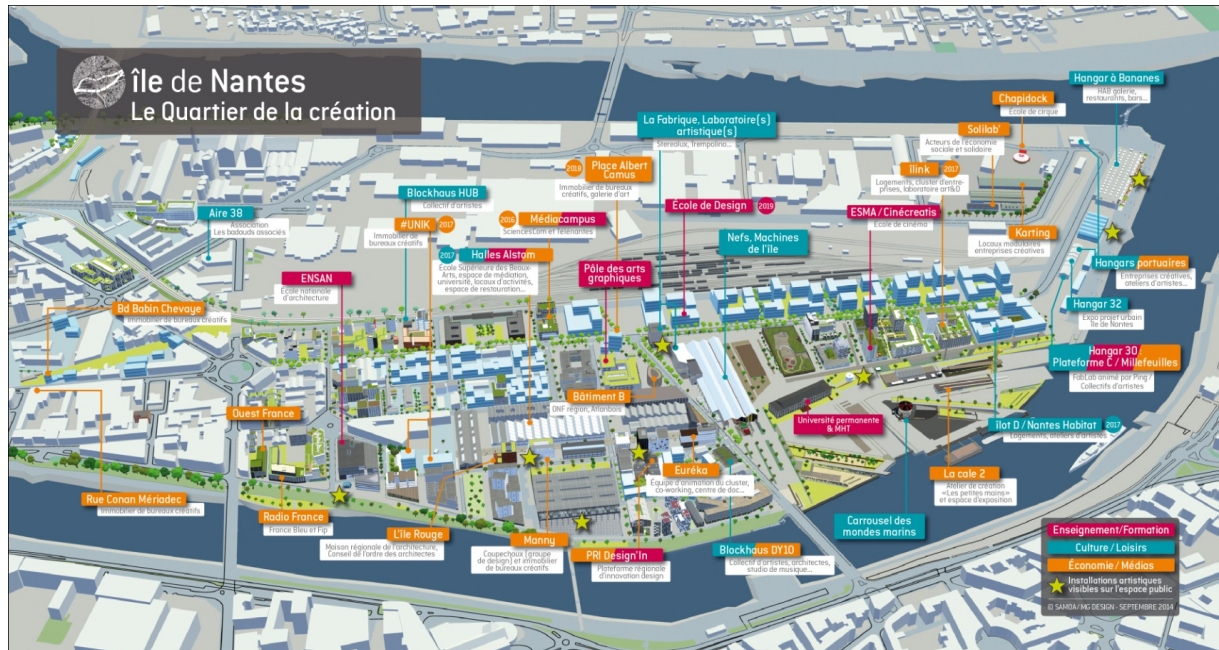 île de Nantes
Le Quartier de la création
Hangar à Bananes
HAB galerie,
restaurants, bars...
Chapidock
École de cirque
La Fabrique, Laboratoire(s)
artistique(s)
Stereolux, Trempolino...
Solilab'
Acteurs de l'économie
sociale et solidaire
2019
Place Albert
Camus
Immobilier de bureaux
créatifs, galerie d'art
îlink 2017
Logements, cluster d'entre-
prises, laboratoire art&D
Blockhaus HUB
Collectif d'artistes
Aire 38
Association
Les badauds associés
#UNIK 2017
Immobilier de
bureaux créatifs
2016 Médiacampus
SciencesCom et Télénantes
École de Design 2019
ESMA / Cinécreatis
École de cinéma
Karting
Locaux modulaires
entreprises créatives
Nefs, Machines
de l'île
2017 Halles Alstom
École Supérieure des Beaux-
Arts, espace de médiation,
université, locaux d'activités,
espace de restauration...
ENSAN
École nationale
d'architecture
Pôle des arts
graphiques
Hangars portuaires
Entreprises créatives,
ateliers d'artistes...
Bd Babin Chevaye
Immobilier de bureaux créatifs
Hangar 32
Expo projet urbain
Île de Nantes
Hangar 30
Plateforme C / Millefeuilles
FabLab animé par Ping /
Collectifs d'artistes
Bâtiment B
ONF région, Atlanbois
Ouest France
Université permanente
& MHT
îlot D / Nantes Habitat 2017
Logements, ateliers d'artistes
Eurêka
Équipe d'animation du cluster,
co-working, centre de doc...
La cale 2
Atelier de création
«Les petites mains»
et espace d'exposition
Rue Conan Mériadec
Immobilier de bureaux créatifs
Radio France
France Bleu et Fip
L'île Rouge
Maison régionale de l'architecture,
Conseil de l'ordre des architectes
Manny
Coupechoux (groupe
de design) et immobilier
de bureaux créatifs
PRI Design'In
Plateforme régionale
d'innovation design
Blockhaus DY10
Collectif d'artistes, architectes,
studio de musique...
Carrousel des
mondes marins
Enseignement/Formation
Culture / Loisirs
Économie / Médias
Installations artistiques
visibles sur l'espace public
© SAMOA/MG DESIGN - SEPTEMBRE 2014